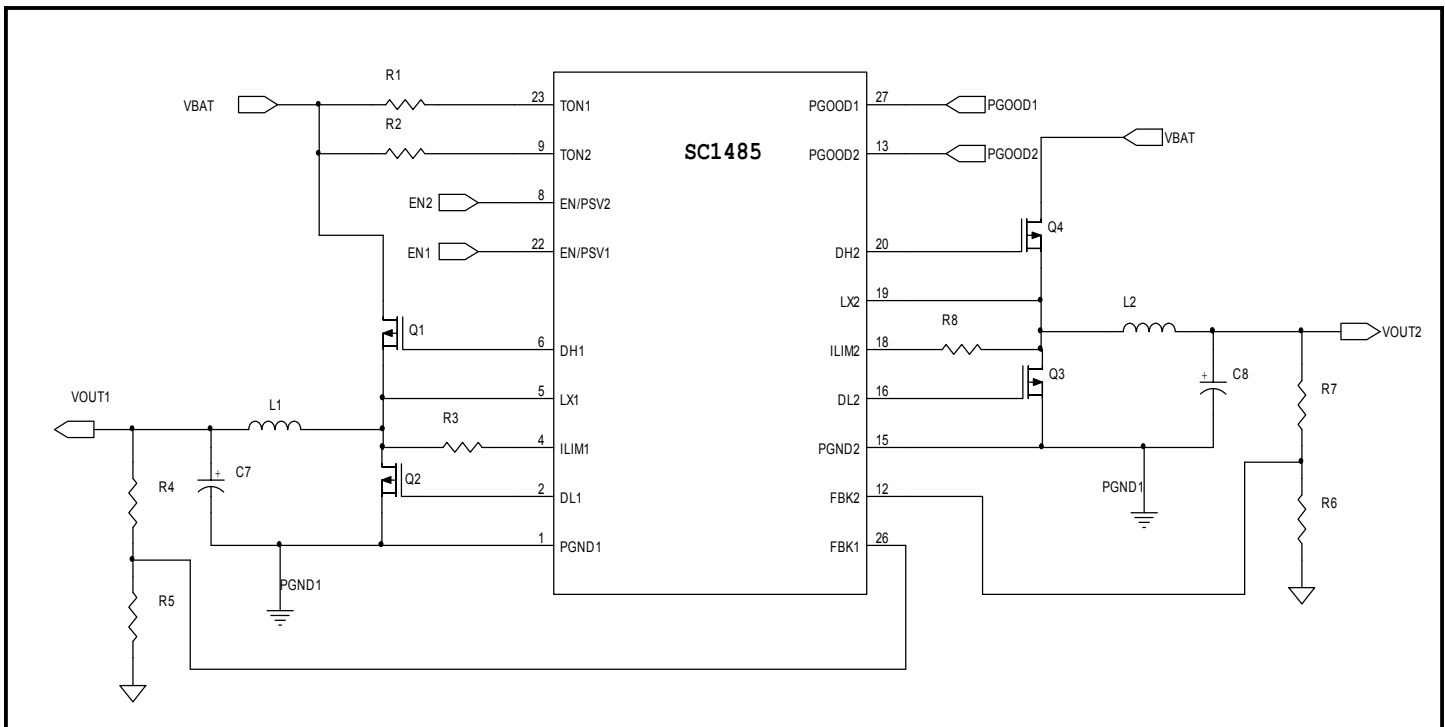 R1
VBAT
23
TON1
27
PGOOD1
PGOOD1
R2
9
TON2
SC1485
PGOOD2
13
PGOOD2
VBAT
EN2
8
EN/PSV2
EN1
22
EN/PSV1
DH2
20
Q4
LX2
19
L2
Q1
6
DH1
R8
ILIM2
18
VOUT2
VOUT1
L1
5
LX1
DL2
16
Q3
C8
+
R7
R3
4
ILIM1
PGND2
15
R4
+
C7
Q2
2
DL1
FBK2
12
PGND1
R6
1
PGND1
FBK1
26
PGND1
R5